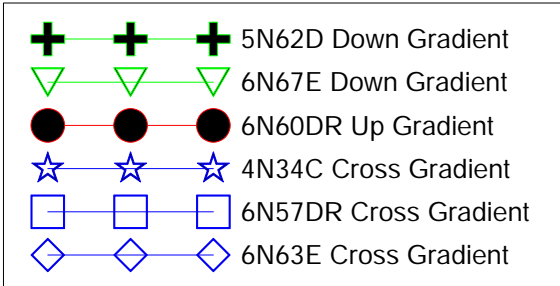 5N62D Down Gradient
6N67E Down Gradient
6N60DR Up Gradient
4N34C Cross Gradient
6N57DR Cross Gradient
6N63E Cross Gradient